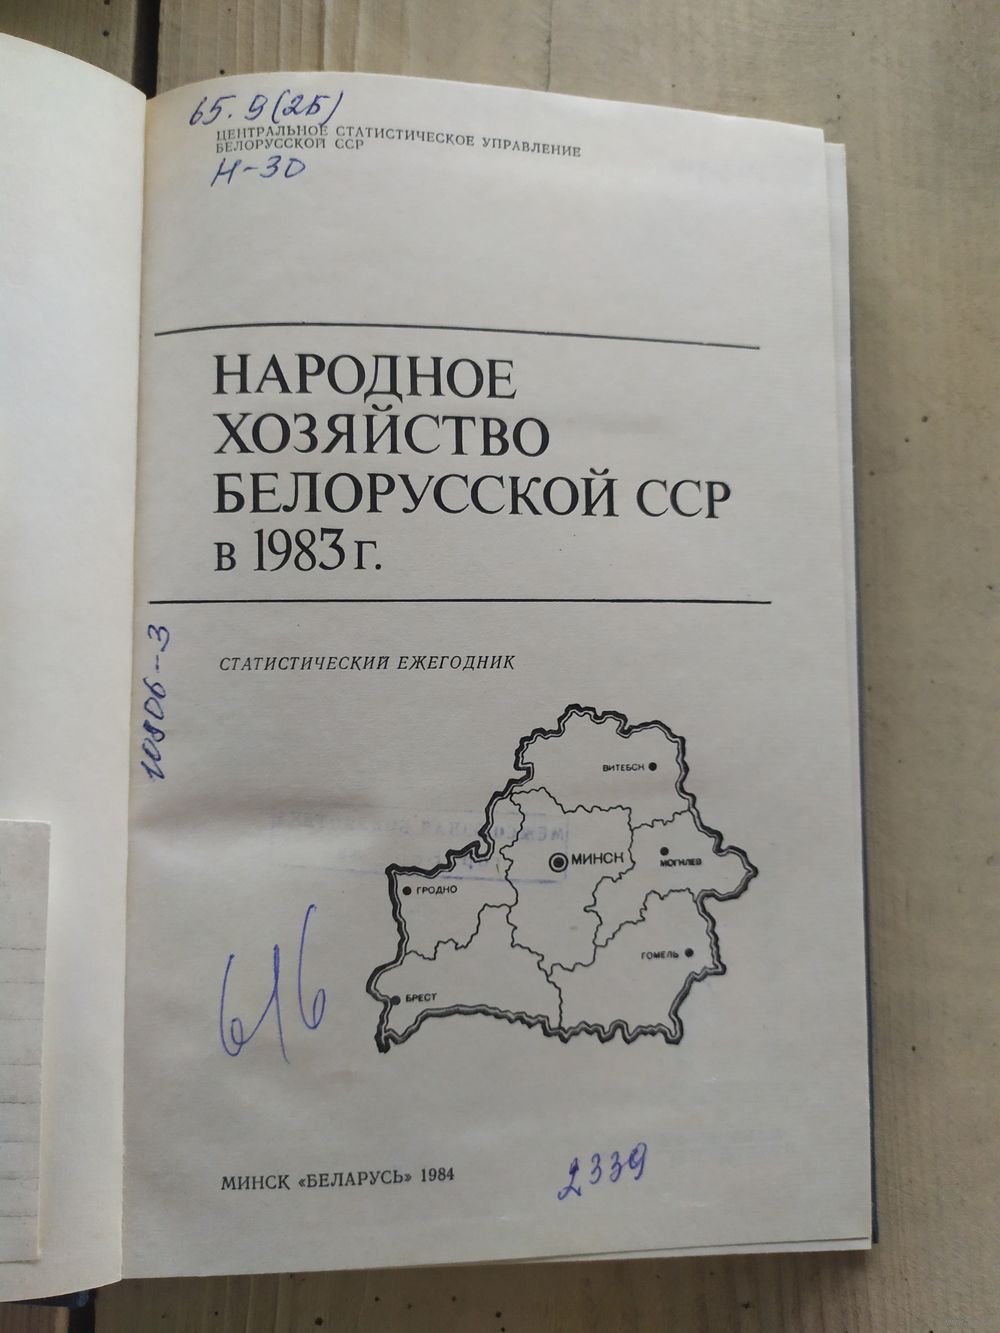 65.9(2Б)
ЦЕНТРАЛЬНОЕ СТАТИСТИЧЕСКОЕ УПРАВЛЕНИЕ
БЕЛОРУССКОЙ ССР
Н-30
НАРОДНОЕ
ХОЗЯЙСТВО
БЕЛОРУССКОЙ ССР
в 1983 г.
10806-3
СТАТИСТИЧЕСКИЙ ЕЖЕГОДНИК
ВИТЕБСК
МИНСК
МОГИЛЕВ
ГРОДНО
ГОМЕЛЬ
БРЕСТ
616
МИНСК «БЕЛАРУСЬ» 1984
2339